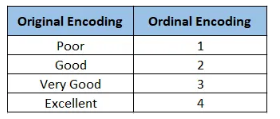 Original Encoding Ordinal Encoding
Poor 1
Good 2
Very Good 3
Excellent 4